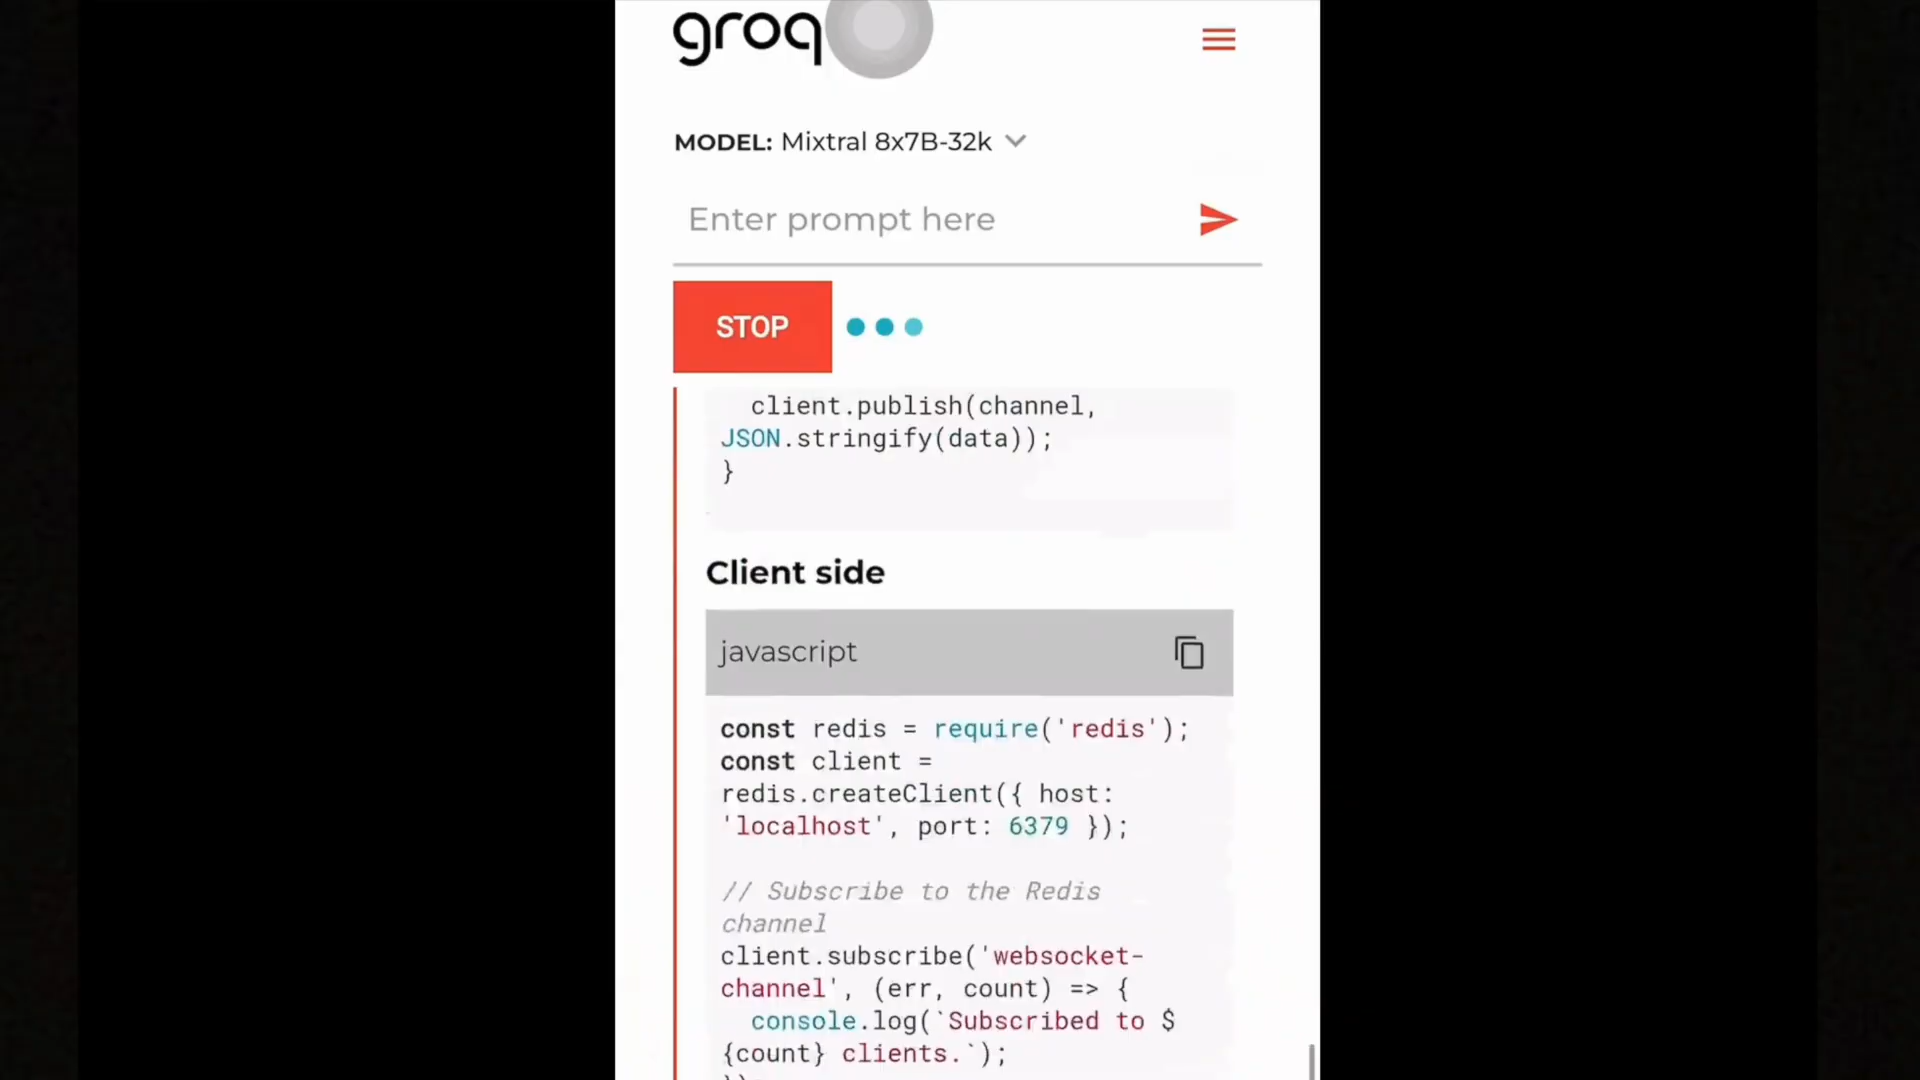 groq
MODEL: Mixtral 8x7B-32k
Enter prompt here
STOP
client.publish(channel,
JSON.stringify(data));
}
Client side
javascript
const redis = require('redis');
const client =
redis.createClient({ host:
'localhost', port: 6379 });
// Subscribe to the Redis
channel
client.subscribe('websocket-
channel', (err, count) => {
console.log(`Subscribed to $
{count} clients.`);